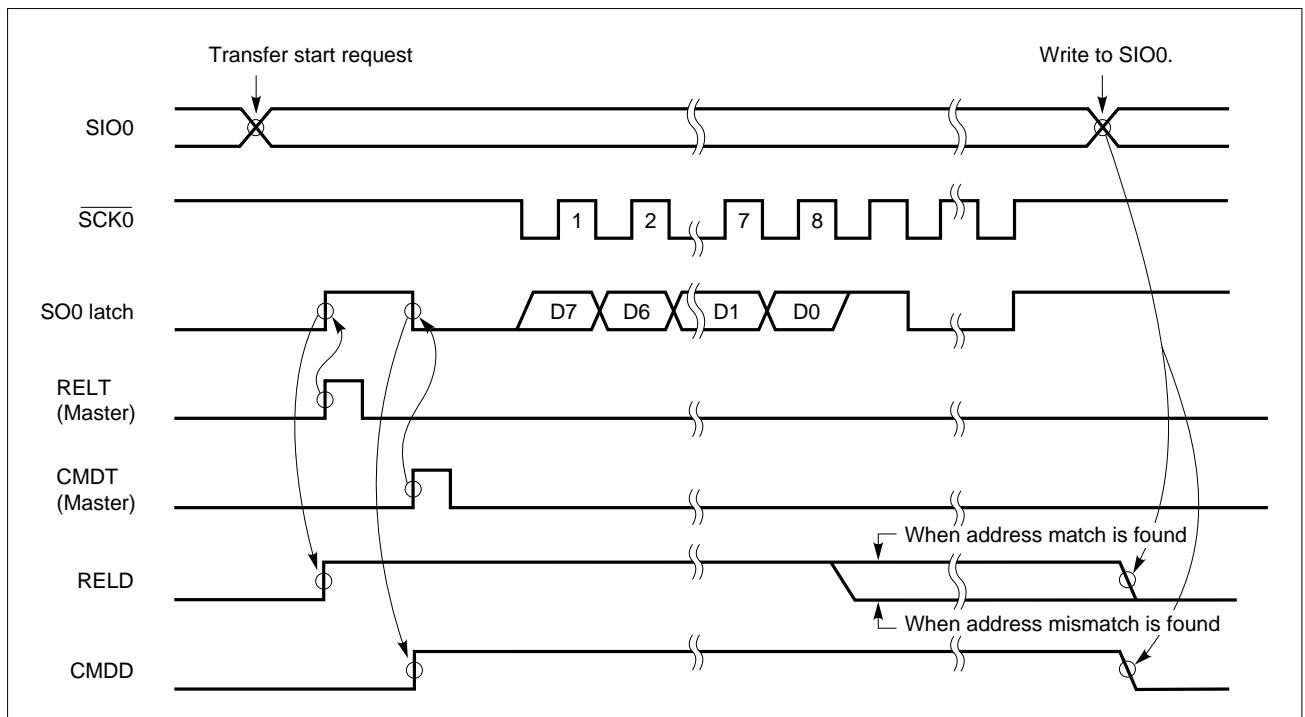 Transfer start request
Write to SIO0.
SIO0
SCK0
1 2 7 8
SO0 latch
D7 D6 D1 D0
RELT
(Master)
CMDT
(Master)
When address match is found
RELD
When address mismatch is found
CMDD